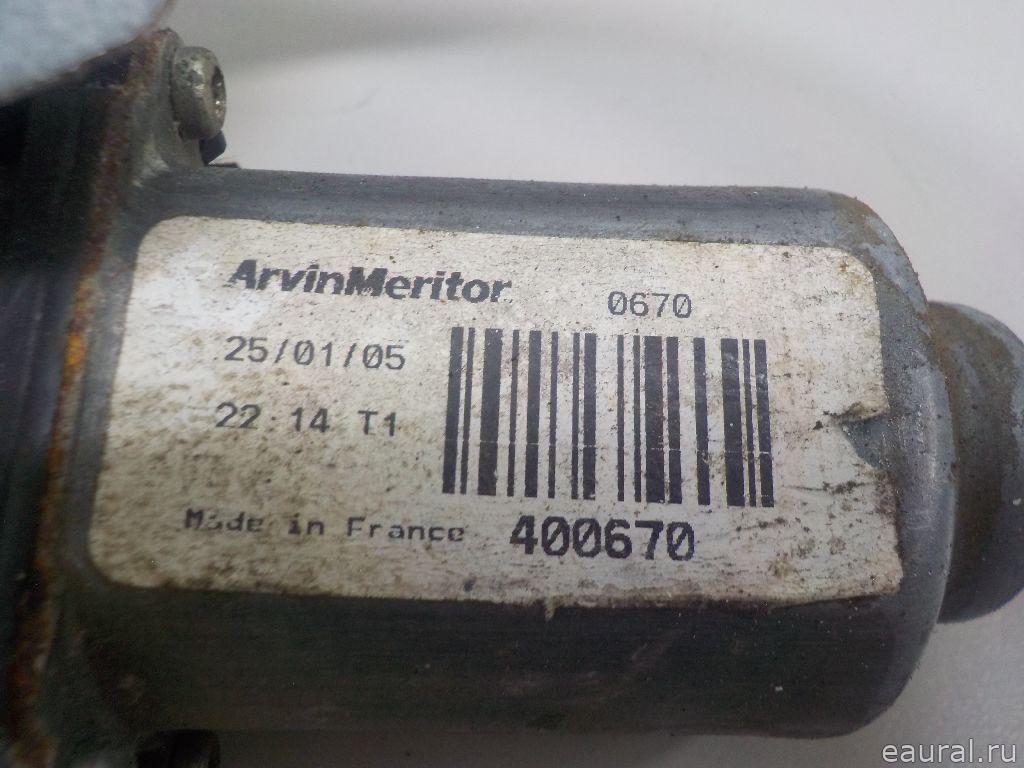 ArvinMeritor 0670
25/01/05
22:14 T1
Made in France 400670
eaural.ru